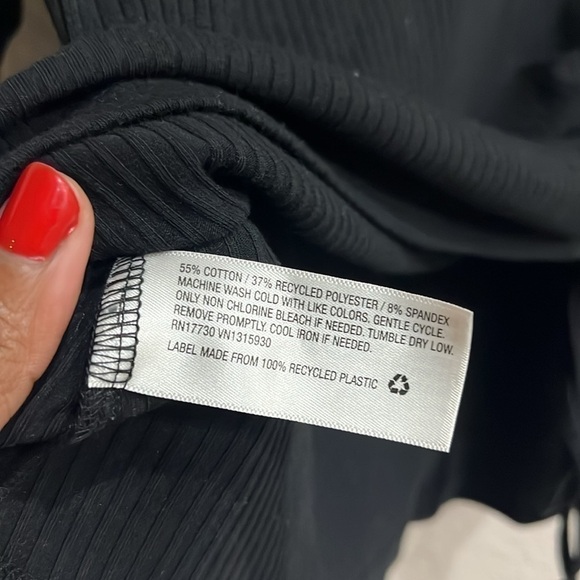 55% COTTON / 37% RECYCLED POLYESTER / 8% SPANDEX
MACHINE WASH COLD WITH LIKE COLORS, GENTLE CYCLE.
ONLY NON CHLORINE BLEACH IF NEEDED. TUMBLE DRY LOW.
REMOVE PROMPTLY. COOL IRON IF NEEDED.
RN17730 VN1315930
LABEL MADE FROM 100% RECYCLED PLASTIC